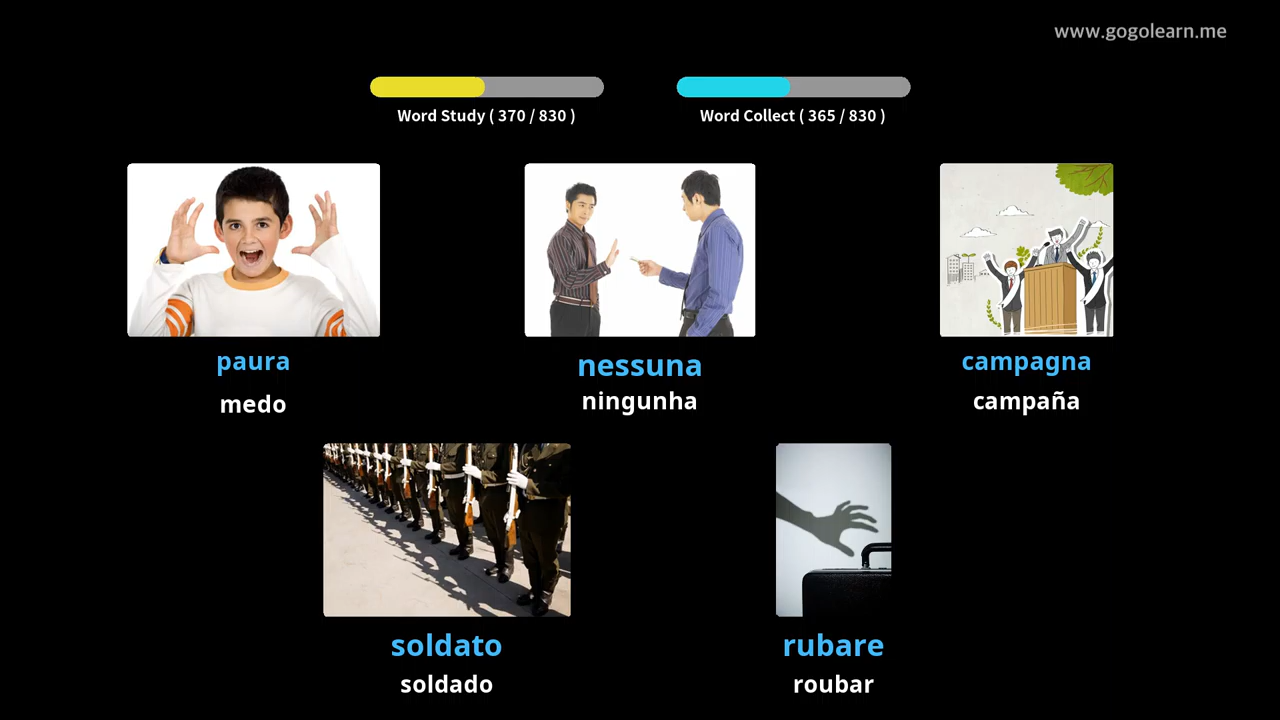 www.gogolearn.me
Word Study ( 370 / 830 )
Word Collect ( 365 / 830 )
paura
medo
nessuna
ningunha
campagna
campaña
soldato
soldado
rubare
roubar